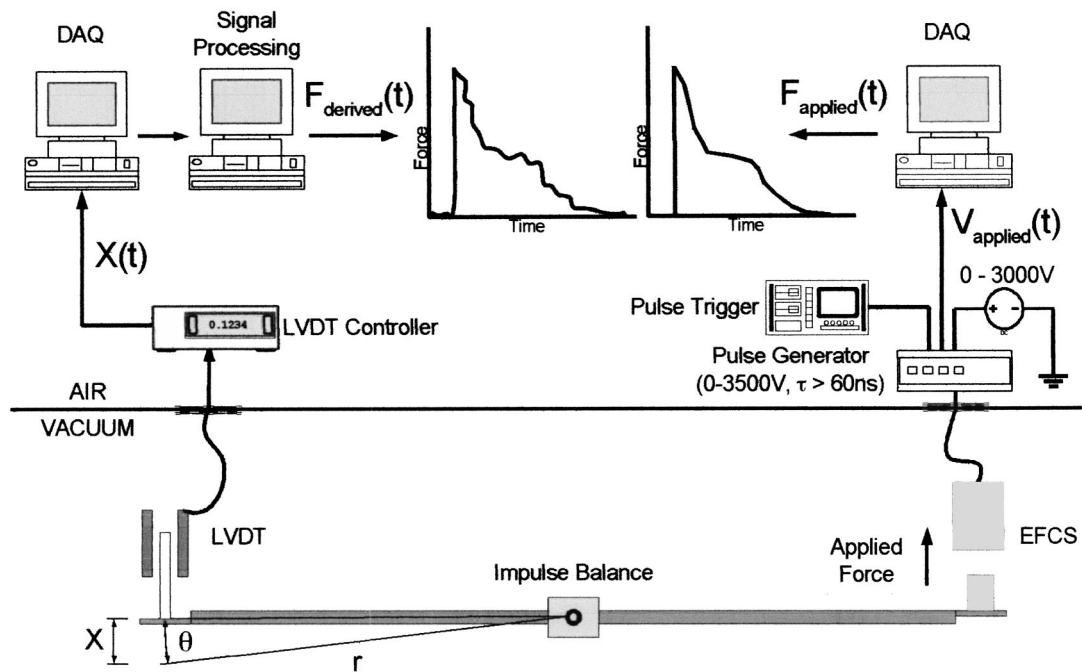 DAQ
Signal
Processing
DAQ
F_derived(t)
F_applied(t)
Force
Time
Force
Time
X(t)
V_applied(t)
0 - 3000V
0.1234
LVDT Controller
Pulse Trigger
+ -
Pulse Generator
(0-3500V, τ > 60ns)
AIR
VACUUM
LVDT
EFCS
Applied
Force
Impulse Balance
X
θ
r